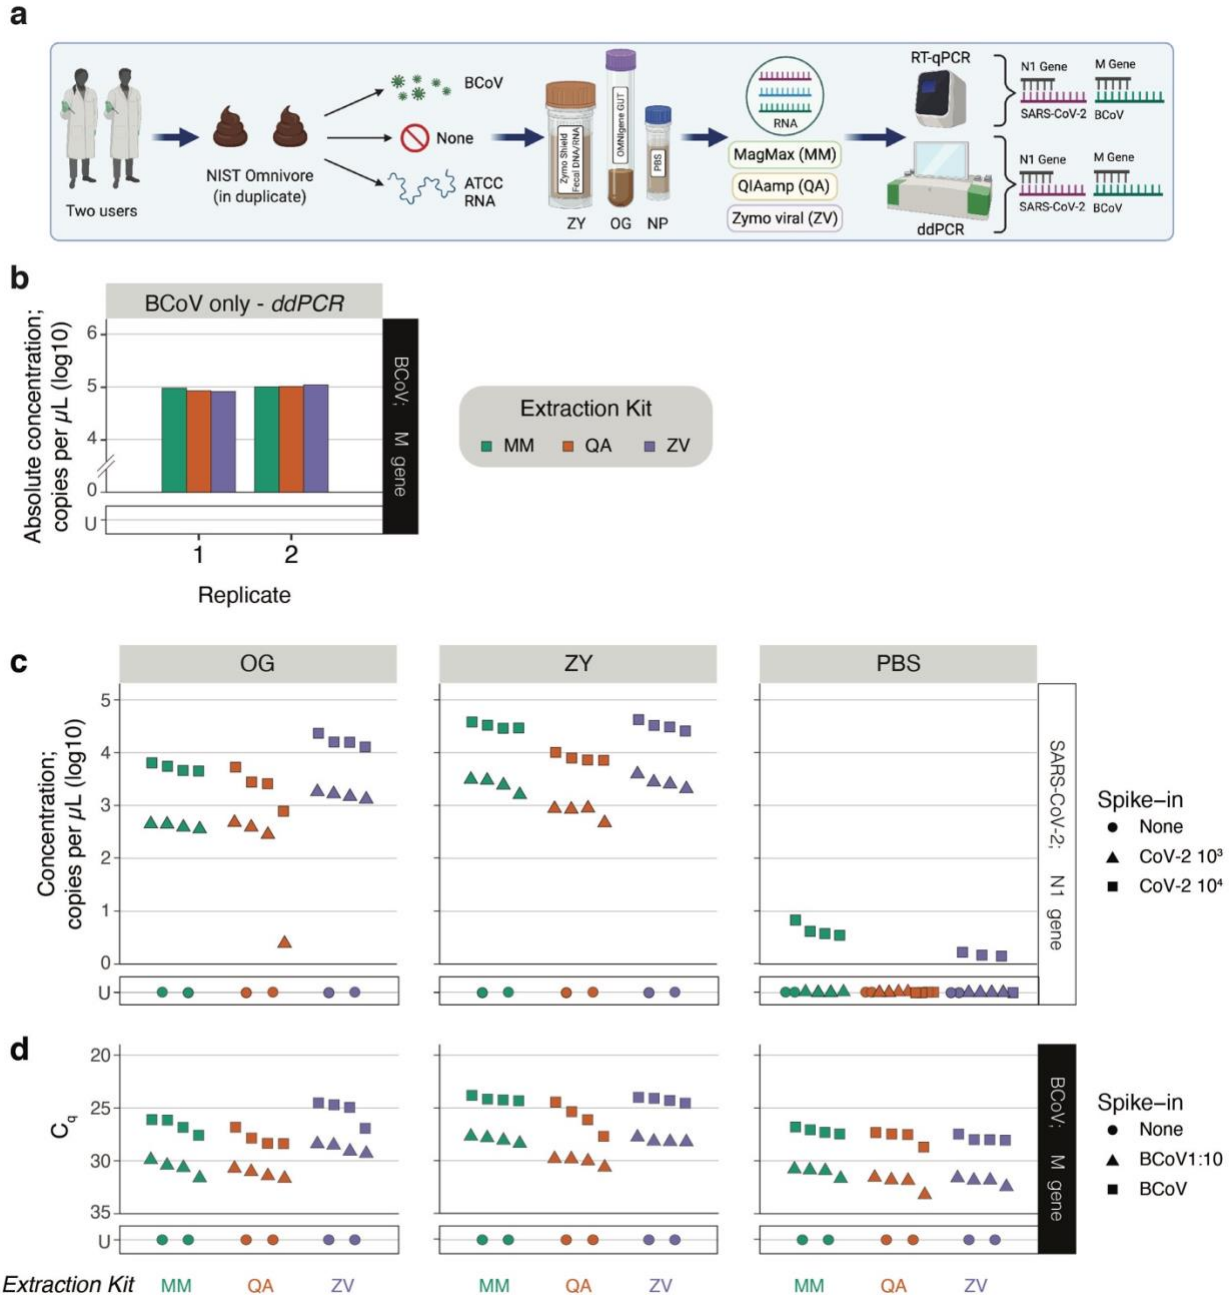 a
Two users
NIST Omnivore
(in duplicate)
BCoV
None
ATCC
RNA
Zymo Shield
Fecal DNA/RNA
OMNIgene GUT
PBS
ZY OG NP
RNA
MagMax (MM)
QIAamp (QA)
Zymo viral (ZV)
RT-qPCR
N1 Gene M Gene
SARS-CoV-2 BCoV
ddPCR
N1 Gene M Gene
SARS-CoV-2 BCoV
b
BCoV only - ddPCR
Absolute concentration;
copies per µL (log10)
6
5
4
0
U
1 2
Replicate
BCoV; M gene
Extraction Kit
MM QA ZV
c
OG ZY PBS
Concentration;
copies per µL (log10)
5
4
3
2
1
0
U
SARS-CoV-2; N1 gene
Spike–in
None
CoV-2 10³
CoV-2 10⁴
d
Cq
20
25
30
35
U
BCoV; M gene
Spike–in
None
BCoV1:10
BCoV
Extraction Kit MM QA ZV MM QA ZV MM QA ZV